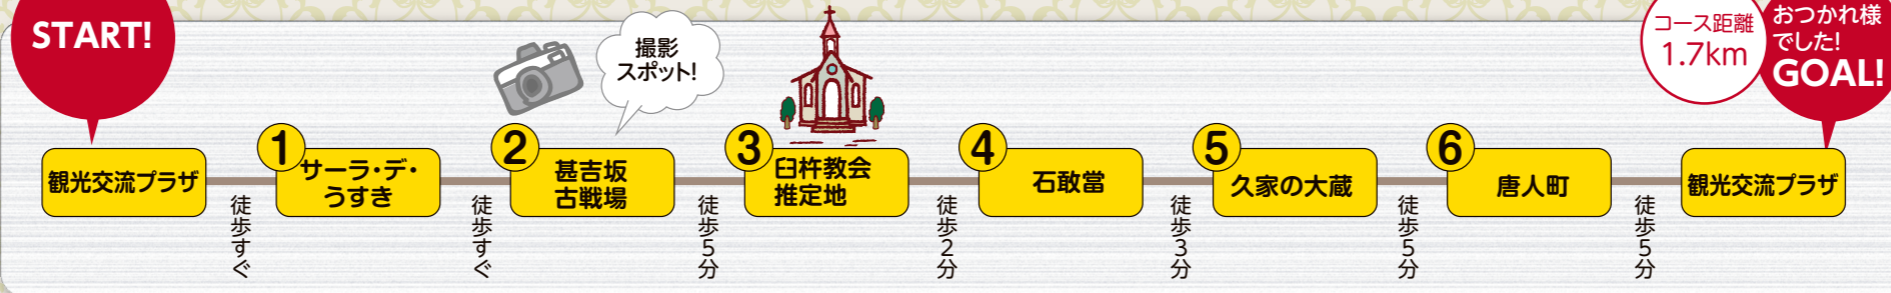 START!
観光交流プラザ
徒歩すぐ
1
サーラ・デ・
うすき
徒歩すぐ
撮影
スポット!
2
甚吉坂
古戦場
徒歩5分
3
臼杵教会
推定地
徒歩2分
4
石敢當
徒歩3分
5
久家の大蔵
徒歩5分
6
唐人町
徒歩5分
観光交流プラザ
コース距離
1.7km
おつかれ様
でした!
GOAL!